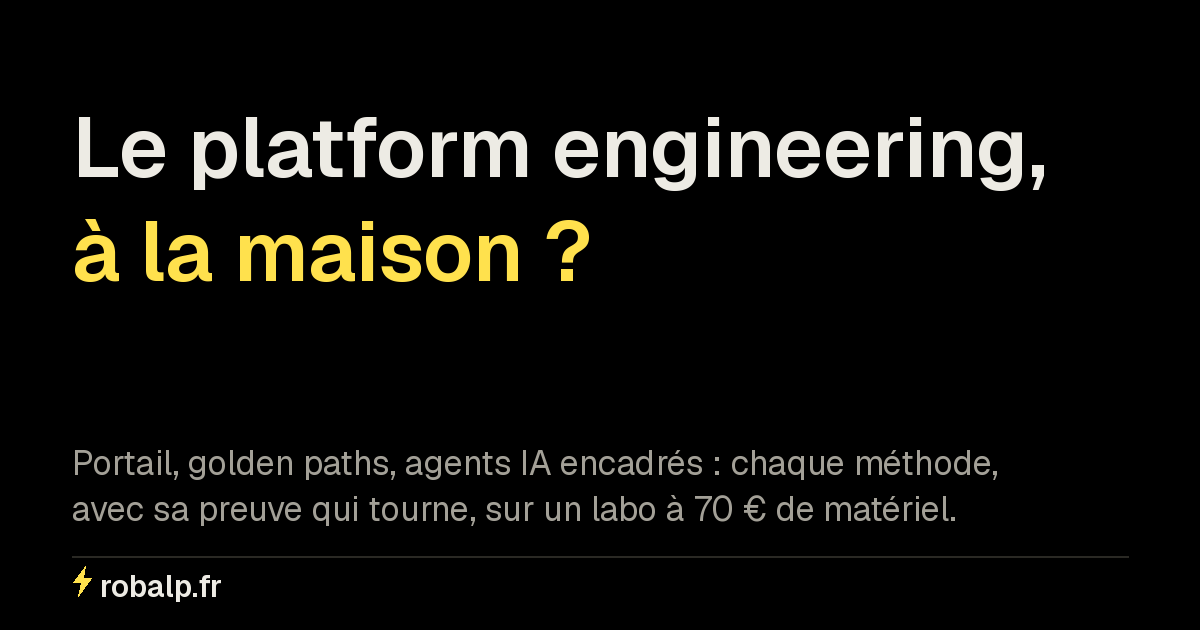 Le platform engineering,
à la maison ?
Portail, golden paths, agents IA encadrés : chaque méthode,
avec sa preuve qui tourne, sur un labo à 70 € de matériel.
robalp.fr